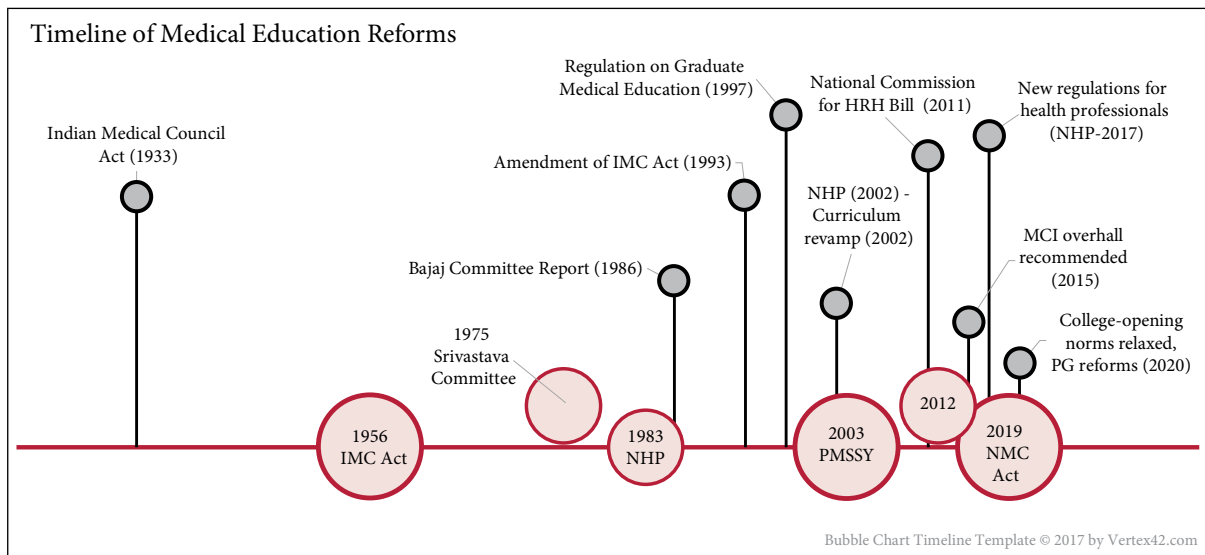 Timeline of Medical Education Reforms
Indian Medical Council
Act (1933)
1956
IMC Act
1975
Srivastava
Committee
1983
NHP
Bajaj Committee Report (1986)
Amendment of IMC Act (1993)
Regulation on Graduate
Medical Education (1997)
NHP (2002) -
Curriculum
revamp (2002)
2003
PMSSY
National Commission
for HRH Bill (2011)
2012
MCI overhall
recommended
(2015)
New regulations for
health professionals
(NHP-2017)
2019
NMC
Act
College-opening
norms relaxed,
PG reforms (2020)
Bubble Chart Timeline Template © 2017 by Vertex42.com